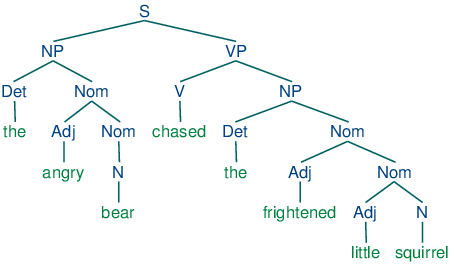 S
NP VP
Det Nom V NP
the Adj Nom chased Det Nom
angry N the Adj Nom
bear frightened Adj N
little squirrel